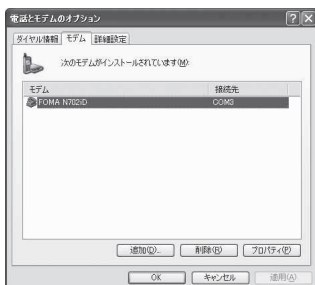 電話とモデムのオプション
ダイヤル情報 モデム 詳細設定
次のモデムがインストールされています(M):
モデム 接続先
FOMA N702iD COM3
追加(D)... 削除(R) プロパティ(P)
OK キャンセル 適用(A)